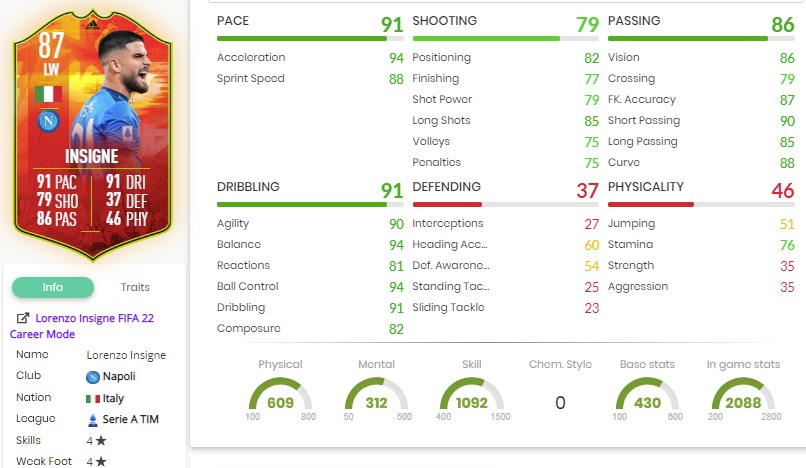 87
LW
N
INSIGNE
91 PAC 91 DRI
79 SHO 37 DEF
86 PAS 46 PHY
Info Traits
Lorenzo Insigne FIFA 22
Career Mode
Name Lorenzo Insigne
Club Napoli
Nation Italy
League Serie A TIM
Skills 4★
Weak Foot 4★
PACE 91
Acceleration 94
Sprint Speed 88
SHOOTING 79
Positioning 82
Finishing 77
Shot Power 79
Long Shots 85
Volleys 75
Penalties 75
PASSING 86
Vision 86
Crossing 79
FK. Accuracy 87
Short Passing 90
Long Passing 85
Curve 88
DRIBBLING 91
Agility 90
Balance 94
Reactions 81
Ball Control 94
Dribbling 91
Composure 82
DEFENDING 37
Interceptions 27
Heading Acc... 60
Def. Awarene... 54
Standing Tac... 25
Sliding Tackle 23
PHYSICALITY 46
Jumping 51
Stamina 76
Strength 35
Aggression 35
Physical
609
100 800
Mental
312
50 500
Skill
1092
400 1500
Chem. Style
0
Base stats
430
100 600
In game stats
2088
200 2800